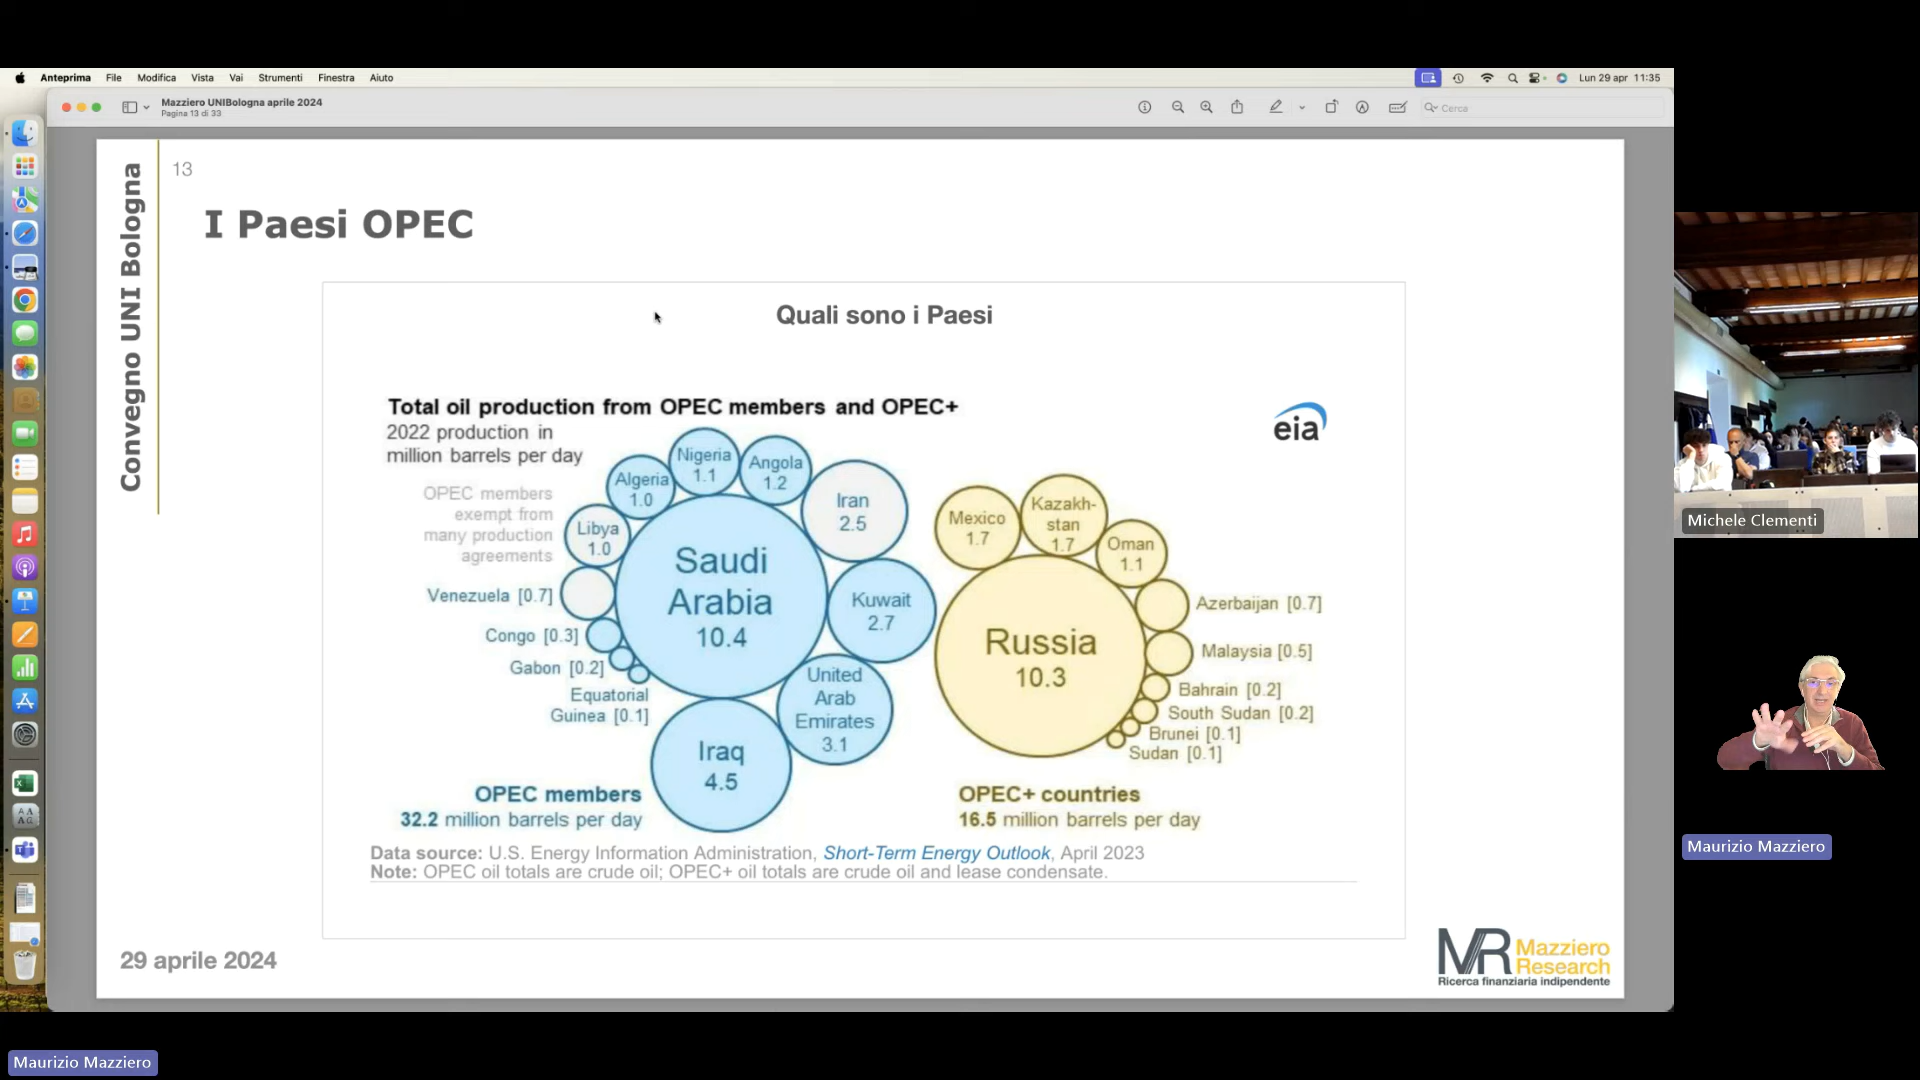 Anteprima File Modifica Vista Vai Strumenti Finestra Aiuto
Lun 29 apr 11:35
Mazziero UNIBologna aprile 2024
Pagina 13 di 33
Cerca
Convegno UNI Bologna
13
I Paesi OPEC
Quali sono i Paesi
Total oil production from OPEC members and OPEC+
2022 production in
million barrels per day
eia
OPEC members
exempt from
many production
agreements
Nigeria
1.1
Angola
1.2
Algeria
1.0
Iran
2.5
Libya
1.0
Saudi
Arabia
10.4
Venezuela [0.7]
Kuwait
2.7
Congo [0.3]
Gabon [0.2]
Equatorial
Guinea [0.1]
United
Arab
Emirates
3.1
Iraq
4.5
OPEC members
32.2 million barrels per day
Mexico
1.7
Kazakh-
stan
1.7
Oman
1.1
Russia
10.3
Azerbaijan [0.7]
Malaysia [0.5]
Bahrain [0.2]
South Sudan [0.2]
Brunei [0.1]
Sudan [0.1]
OPEC+ countries
16.5 million barrels per day
Data source: U.S. Energy Information Administration, Short-Term Energy Outlook, April 2023
Note: OPEC oil totals are crude oil; OPEC+ oil totals are crude oil and lease condensate.
29 aprile 2024
MR Mazziero
Research
Ricerca finanziaria indipendente
Michele Clementi
Maurizio Mazziero
Maurizio Mazziero